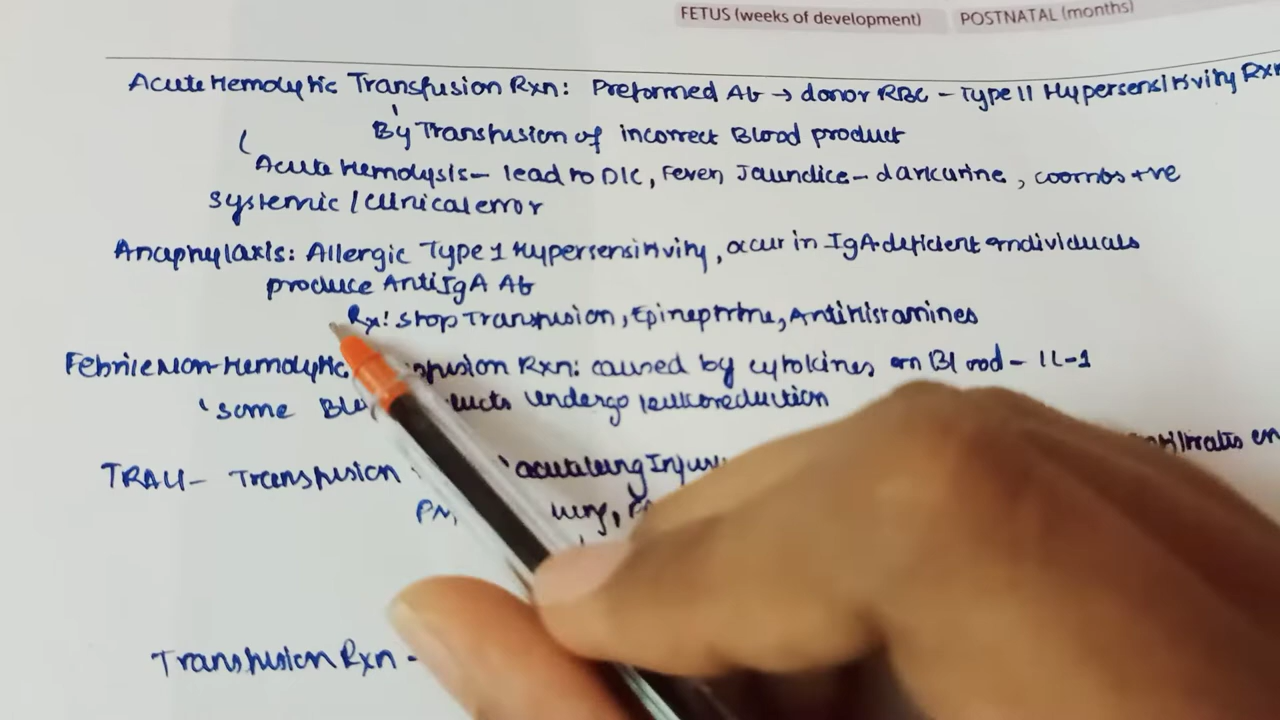 FETUS (weeks of development) POSTNATAL (months)
Acute Hemolytic Transfusion Rxn: Preformed Ab → donor RBC - Type II Hypersensitivity Rxn
By Transfusion of incorrect Blood product
Acute Hemolysis - lead to DIC, Fever, Jaundice - darkurine, coombs +ve
Systemic / Clinical error
Anaphylaxis: Allergic Type 1 Hypersensitivity, occur in IgA deficient individuals
produce Anti IgA Ab
Rx: Stop Transfusion, Epinephrine, Antihistamines
Febrile Non-Hemolytic Rxn: caused by cytokines in Blood - IL-1
some undergo leukoreduction
TRALI - Transfusion acute lung Injury
Transfusion Rxn -